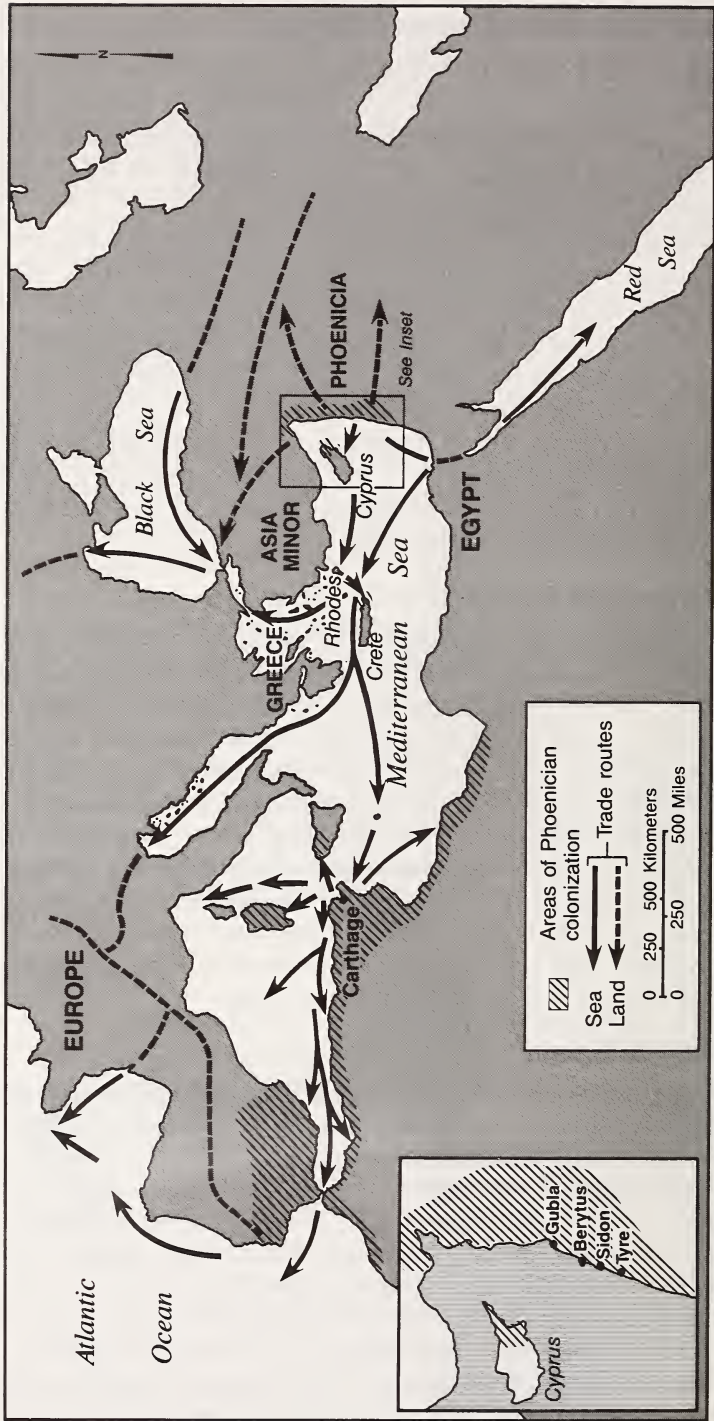 N
Atlantic
Ocean
EUROPE
Black Sea
ASIA
MINOR
GREECE
Rhodes
Crete
Cyprus
PHOENICIA
See Inset
Mediterranean Sea
Carthage
EGYPT
Red
Sea
Cyprus
Gubla
Berytus
Sidon
Tyre
Areas of Phoenician
colonization
Sea
Land
Trade routes
0 250 500 Kilometers
0 250 500 Miles